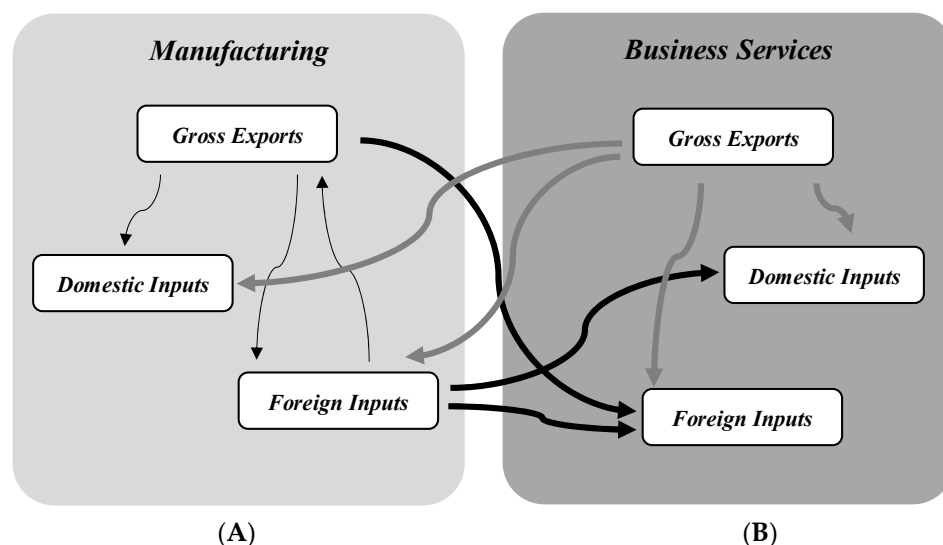 Manufacturing
Business Services
Gross Exports
Gross Exports
Domestic Inputs
Domestic Inputs
Foreign Inputs
Foreign Inputs
(A)
(B)